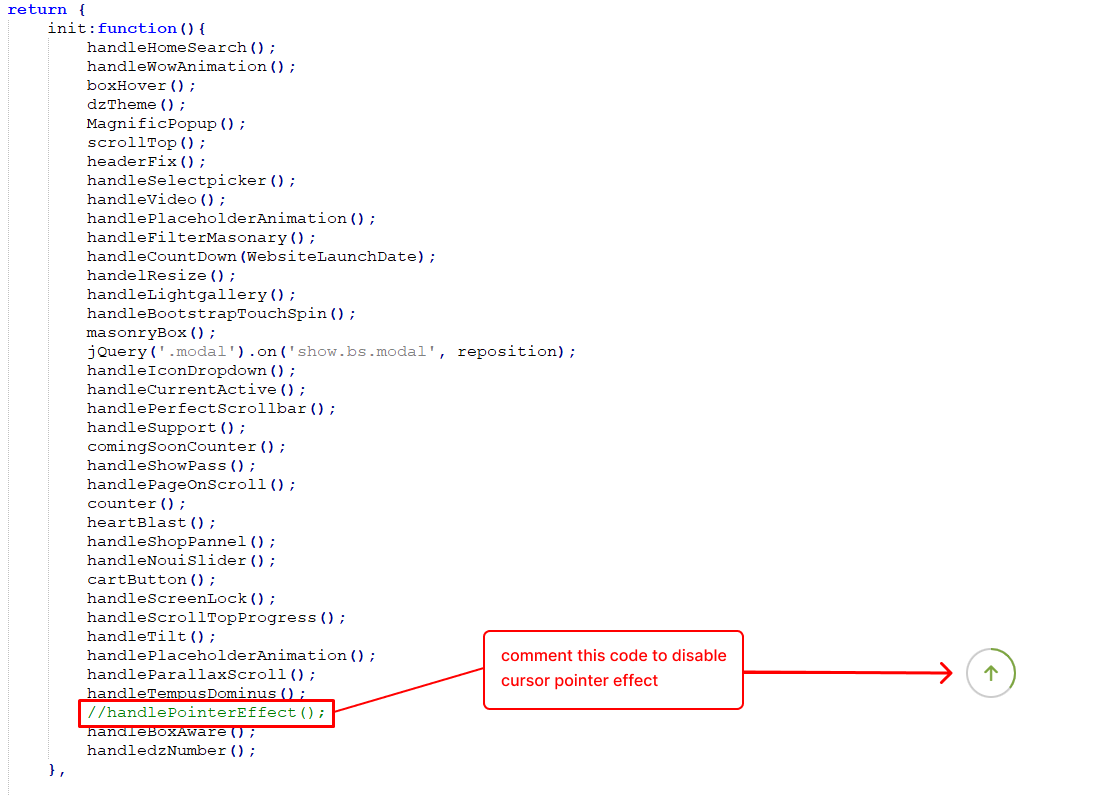 return {
init:function(){
handleHomeSearch();
handleWowAnimation();
boxHover();
dzTheme();
MagnificPopup();
scrollTop();
headerFix();
handleSelectpicker();
handleVideo();
handlePlaceholderAnimation();
handleFilterMasonary();
handleCountDown(WebsiteLaunchDate);
handelResize();
handleLightgallery();
handleBootstrapTouchSpin();
masonryBox();
jQuery('.modal').on('show.bs.modal', reposition);
handleIconDropdown();
handleCurrentActive();
handlePerfectScrollbar();
handleSupport();
comingSoonCounter();
handleShowPass();
handlePageOnScroll();
counter();
heartBlast();
handleShopPannel();
handleNouiSlider();
cartButton();
handleScreenLock();
handleScrollTopProgress();
handleTilt();
handlePlaceholderAnimation();
handleParallaxScroll();
handleTempusDominus();
//handlePointerEffect();
handleBoxAware();
handledzNumber();
},
comment this code to disable
cursor pointer effect